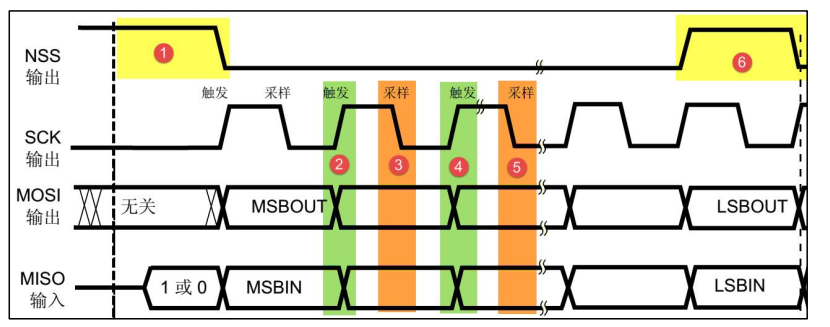 NSS
输出
1
6
触发 采样 触发 采样 触发 采样
SCK
输出
2 3 4 5
MOSI
输出
无关 MSBOUT LSBOUT
MISO
输入
1 或 0 MSBIN LSBIN